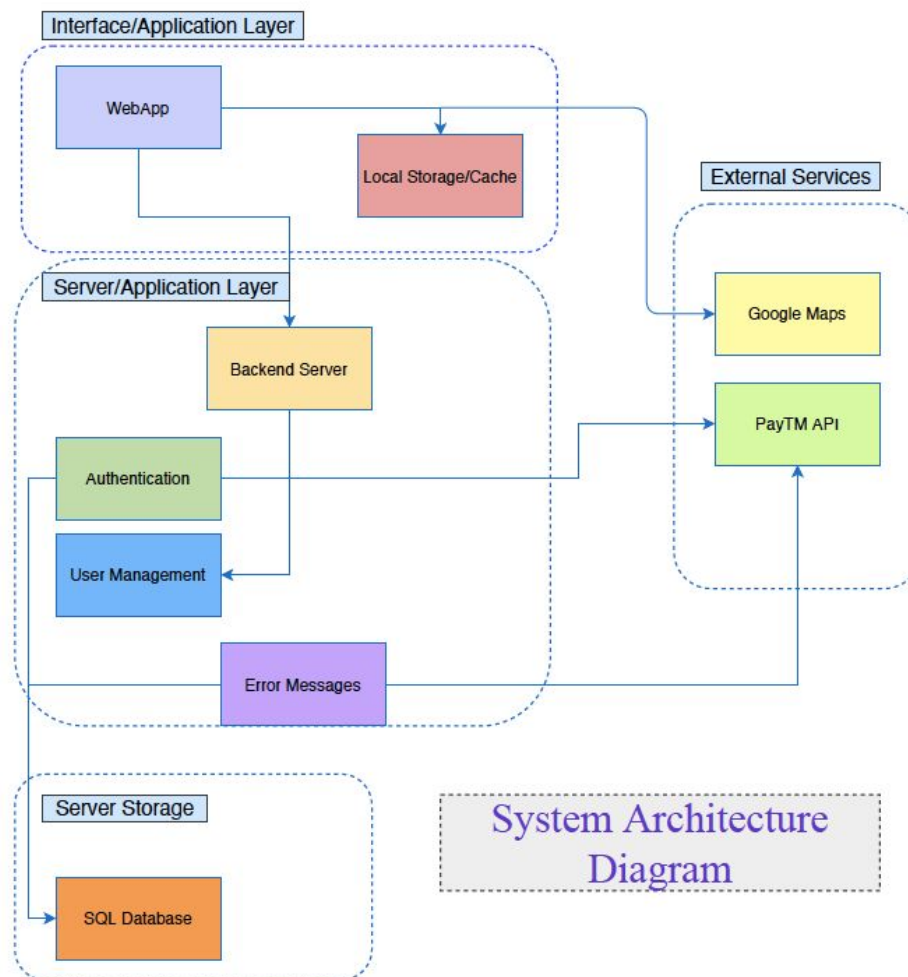 Interface/Application Layer
WebApp
Local Storage/Cache
External Services
Server/Application Layer
Google Maps
Backend Server
PayTM API
Authentication
User Management
Error Messages
Server Storage
System Architecture
Diagram
SQL Database